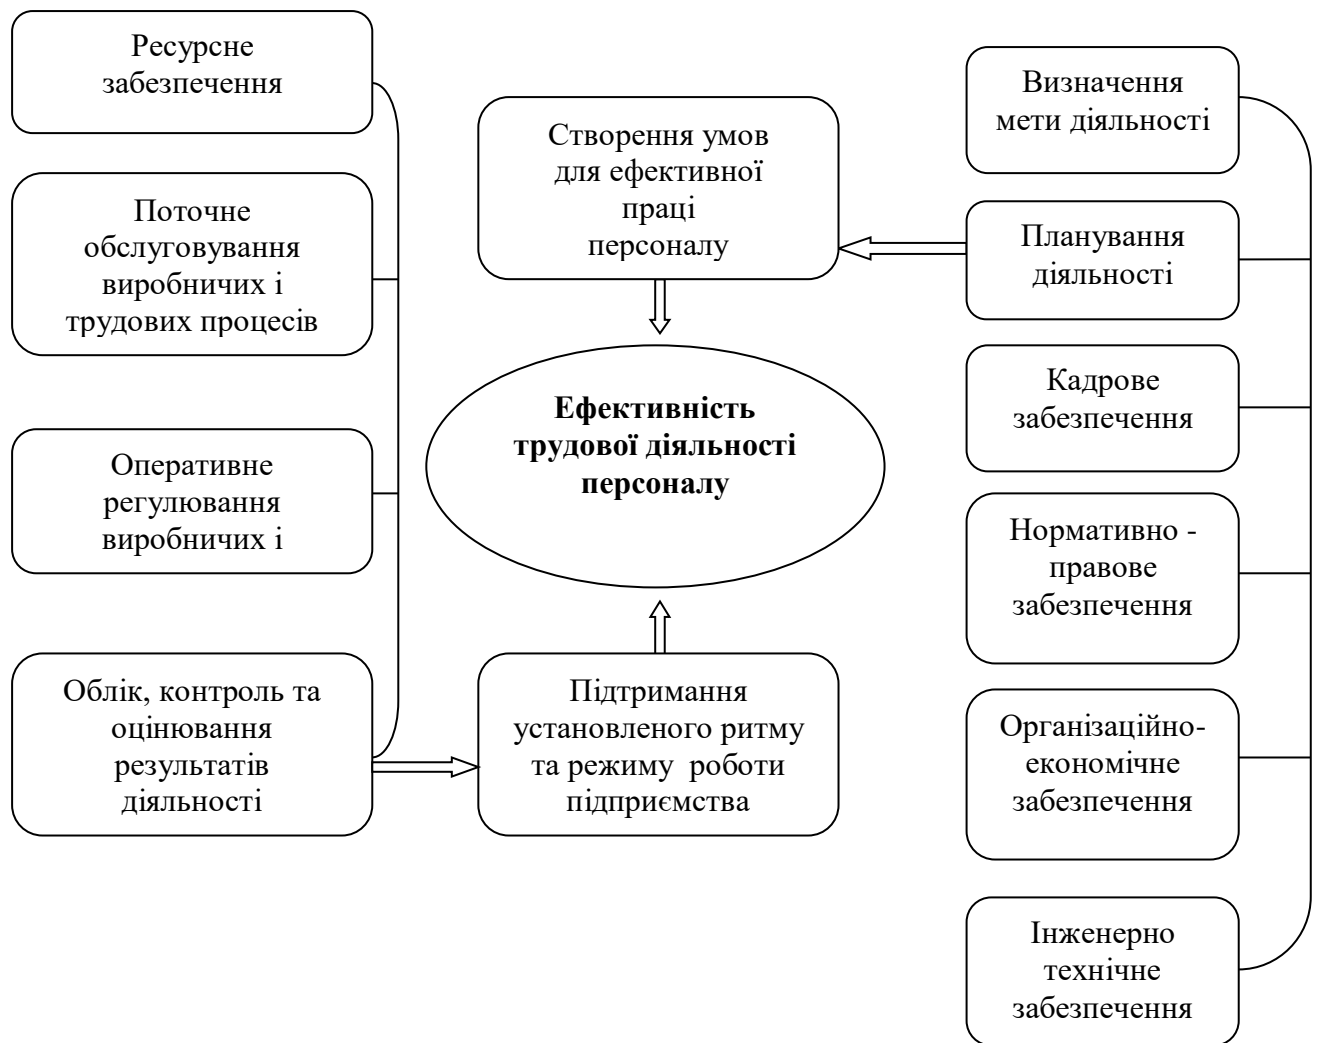 Ресурсне
забезпечення
Поточне
обслуговування
виробничих і
трудових процесів
Оперативне
регулювання
виробничих і
Облік, контроль та
оцінювання
результатів
діяльності
Створення умов
для ефективної
праці
персоналу
Ефективність
трудової діяльності
персоналу
Підтримання
установленого ритму
та режиму роботи
підприємства
Визначення
мети діяльності
Планування
діяльності
Кадрове
забезпечення
Нормативно -
правове
забезпечення
Організаційно-
економічне
забезпечення
Інженерно
технічне
забезпечення